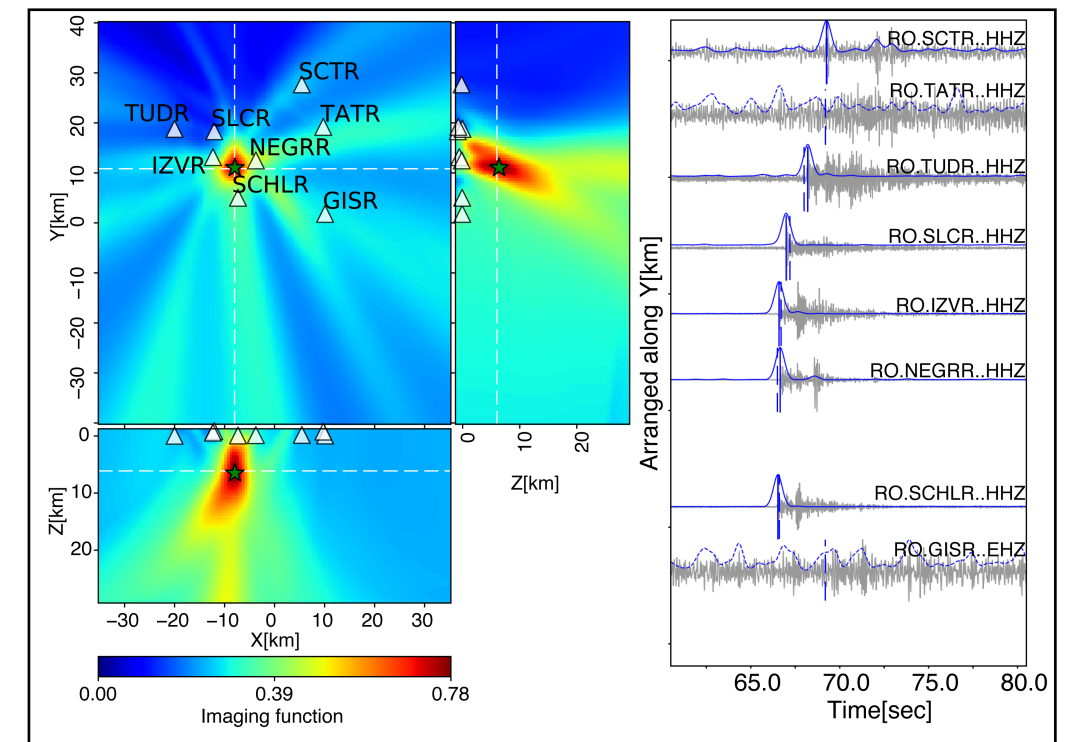 40
30
20
10
0
−10
−20
−30
Y[km]
SCTR
TUDR
SLCR
TATR
IZVR
NEGRR
SCHLR
GISR
0
10
20
Z[km]
0
10
20
Z[km]
−30
−20
−10
0
10
20
30
X[km]
0.00
0.39
0.78
Imaging function
Arranged along Y[km]
RO.SCTR..HHZ
RO.TATR..HHZ
RO.TUDR..HHZ
RO.SLCR..HHZ
RO.IZVR..HHZ
RO.NEGRR..HHZ
RO.SCHLR..HHZ
RO.GISR..EHZ
65.0
70.0
75.0
80.0
Time[sec]